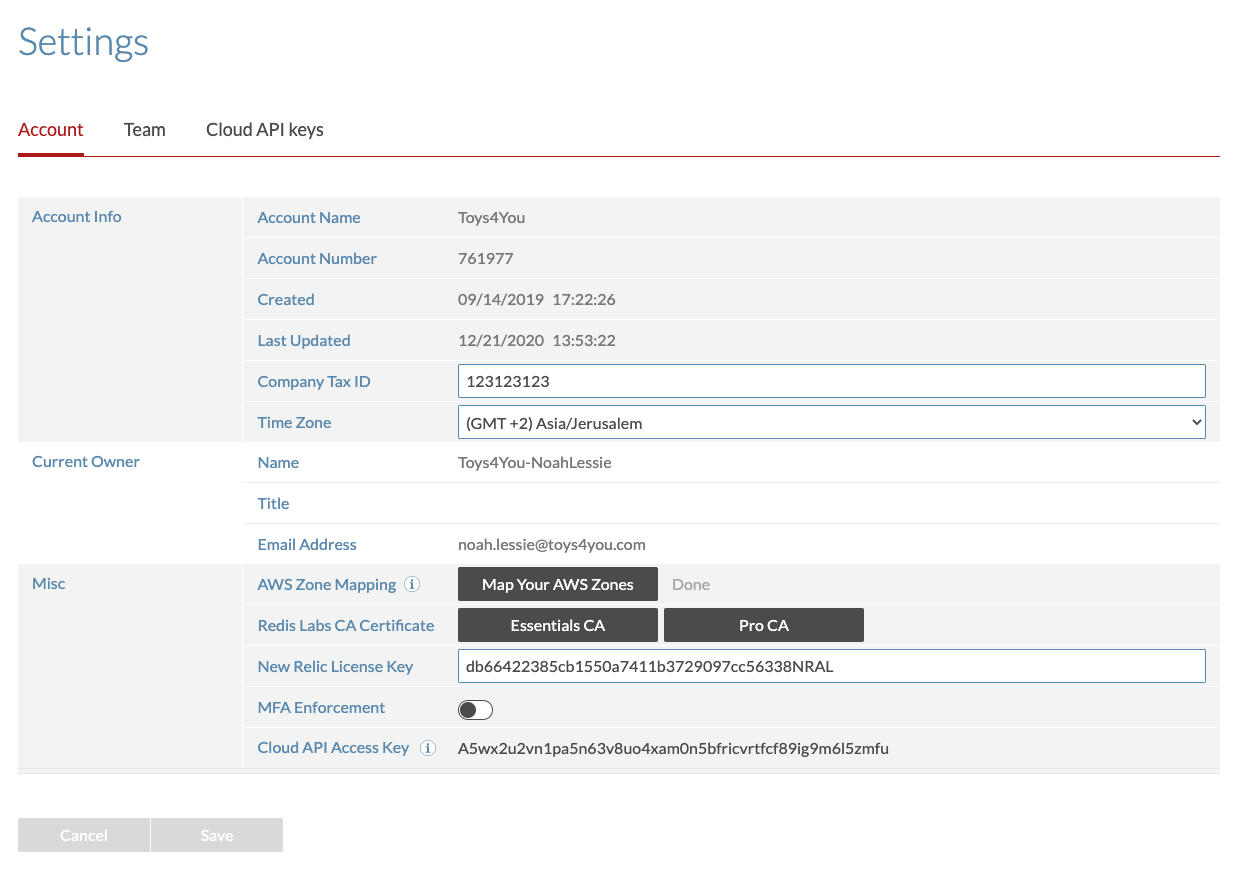 Settings
Account Team Cloud API keys
Account Info Account Name Toys4You
Account Number 761977
Created 09/14/2019 17:22:26
Last Updated 12/21/2020 13:53:22
Company Tax ID 123123123
Time Zone (GMT +2) Asia/Jerusalem
Current Owner Name Toys4You-NoahLessie
Title
Email Address noah.lessie@toys4you.com
Misc AWS Zone Mapping i Map Your AWS Zones Done
Redis Labs CA Certificate Essentials CA Pro CA
New Relic License Key db66422385cb1550a7411b3729097cc56338NRAL
MFA Enforcement
Cloud API Access Key i A5wx2u2vn1pa5n63v8uo4xam0n5bfricvrtfcf89ig9m6l5zmfu
Cancel Save